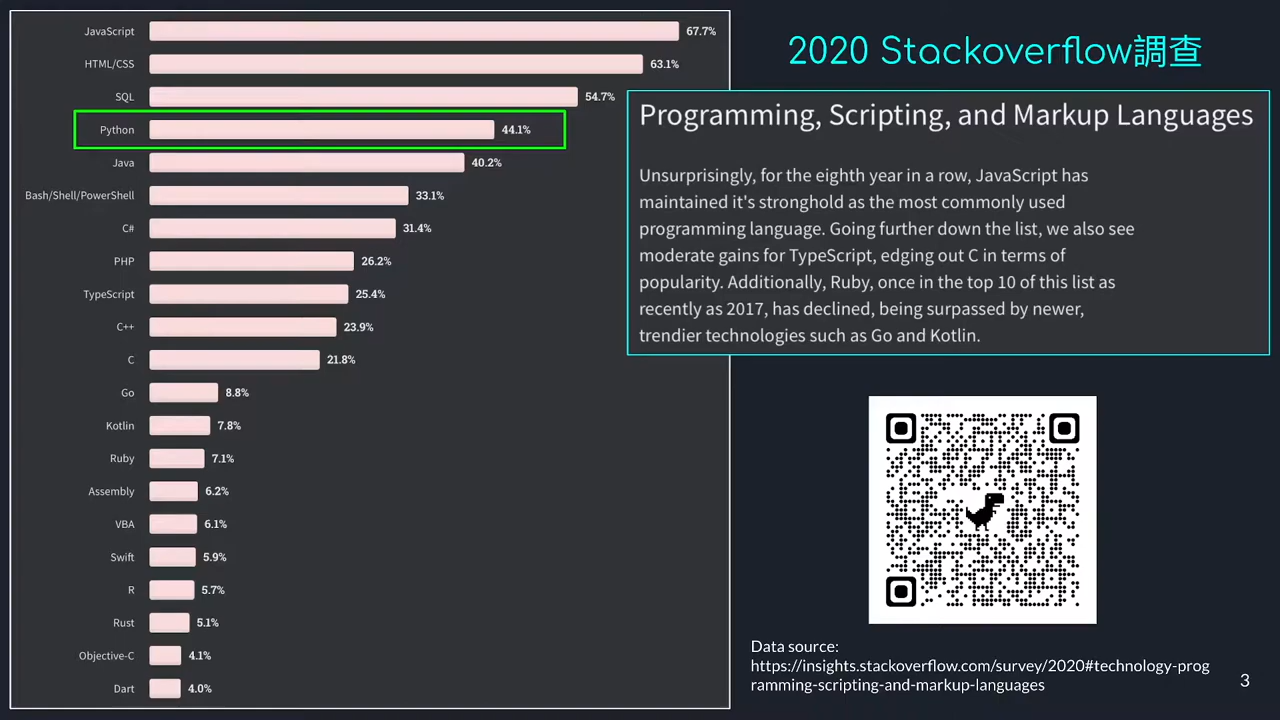 JavaScript 67.7%
HTML/CSS 63.1%
SQL 54.7%
Python 44.1%
Java 40.2%
Bash/Shell/PowerShell 33.1%
C# 31.4%
PHP 26.2%
TypeScript 25.4%
C++ 23.9%
C 21.8%
Go 8.8%
Kotlin 7.8%
Ruby 7.1%
Assembly 6.2%
VBA 6.1%
Swift 5.9%
R 5.7%
Rust 5.1%
Objective-C 4.1%
Dart 4.0%
2020 Stackoverflow調查
Programming, Scripting, and Markup Languages
Unsurprisingly, for the eighth year in a row, JavaScript has
maintained it's stronghold as the most commonly used
programming language. Going further down the list, we also see
moderate gains for TypeScript, edging out C in terms of
popularity. Additionally, Ruby, once in the top 10 of this list as
recently as 2017, has declined, being surpassed by newer,
trendier technologies such as Go and Kotlin.
Data source:
https://insights.stackoverflow.com/survey/2020#technology-prog
ramming-scripting-and-markup-languages
3